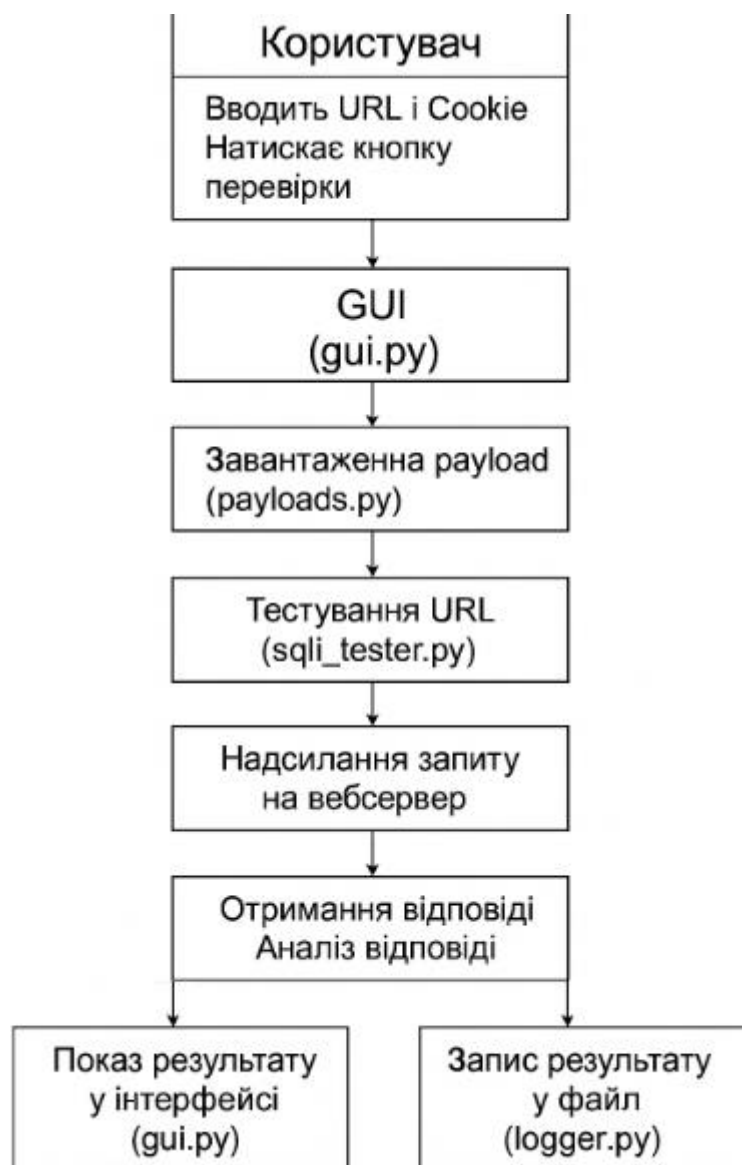 Користувач
Вводить URL і Cookie
Натискає кнопку
перевірки
GUI
(gui.py)
Завантаженна payload
(payloads.py)
Тестування URL
(sqli_tester.py)
Надсилання запиту
на вебсервер
Отримання відповіді
Аналіз відповіді
Показ результату
у інтерфейсі
(gui.py)
Запис результату
у файл
(logger.py)